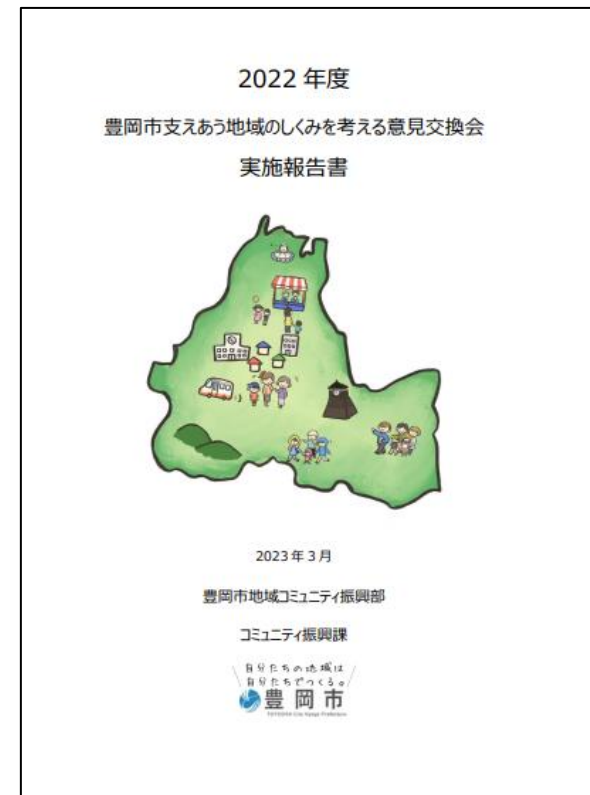 2022 年度
豊岡市支えあう地域のしくみを考える意見交換会
実施報告書
2023 年 3 月
豊岡市地域コミュニティ振興部
コミュニティ振興課
自分たちの地域は
自分たちでつくる。
豊岡市